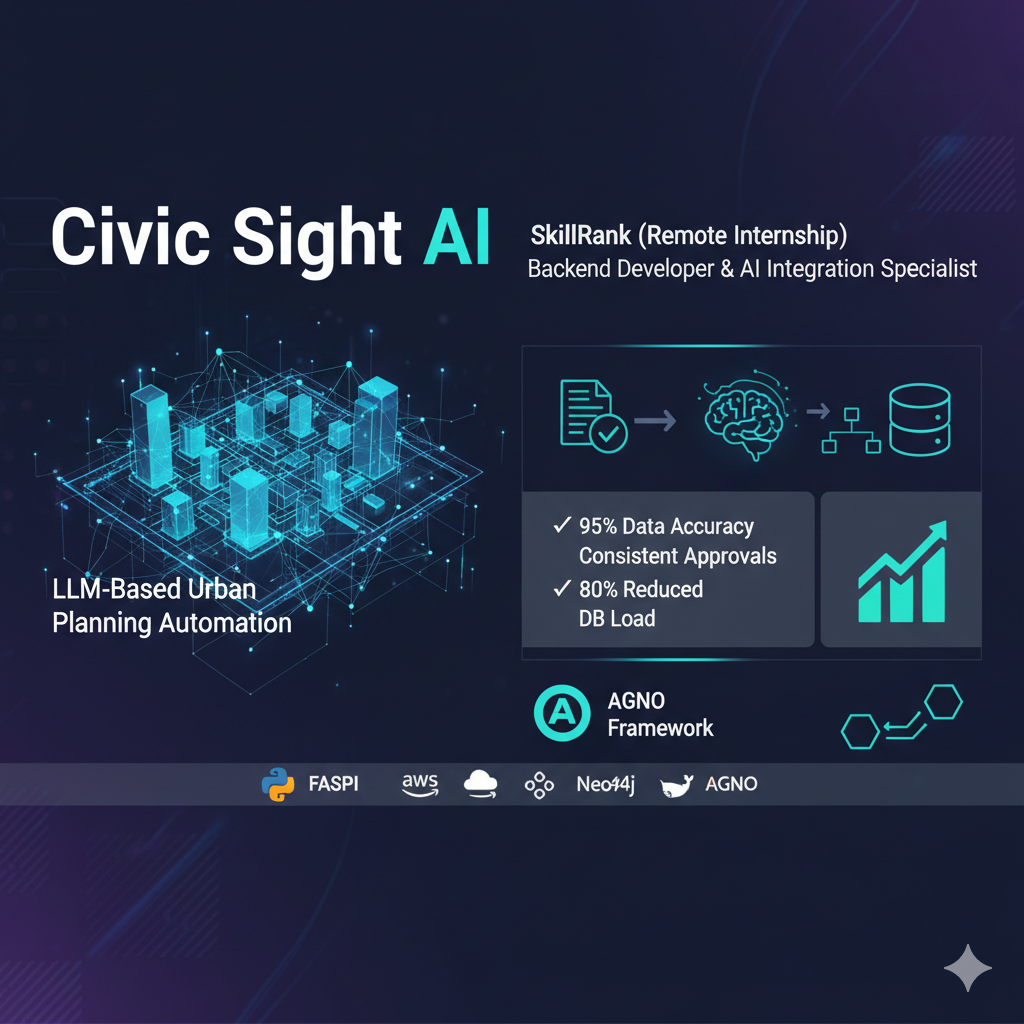 Civic Sight AI
SkillRank (Remote Internship)
Backend Developer & AI Integration Specialist
LLM-Based Urban
Planning Automation
✓ 95% Data Accuracy
Consistent Approvals
✓ 80% Reduced
DB Load
A
AGNO
Framework
FASPI aws Neo44j AGNO